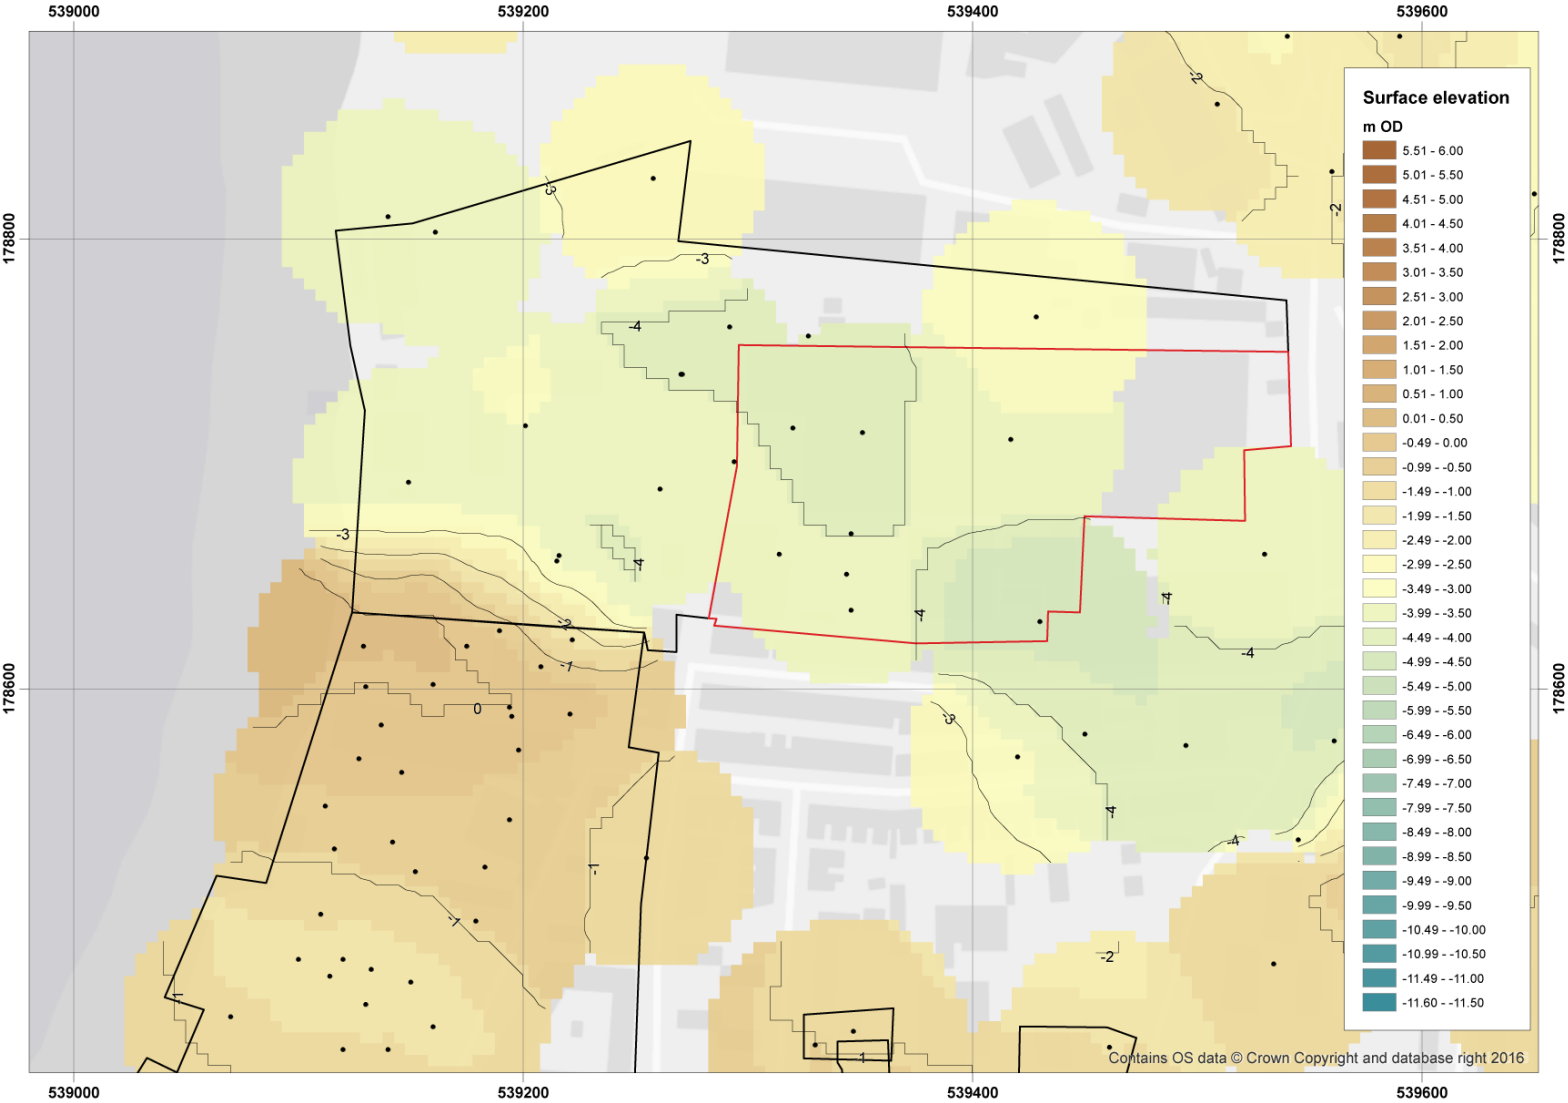 539000 539200 539400 539600
178800 178800
178600 178600
539000 539200 539400 539600
Surface elevation
m OD
5.51 - 6.00
5.01 - 5.50
4.51 - 5.00
4.01 - 4.50
3.51 - 4.00
3.01 - 3.50
2.51 - 3.00
2.01 - 2.50
1.51 - 2.00
1.01 - 1.50
0.51 - 1.00
0.01 - 0.50
-0.49 - 0.00
-0.99 - -0.50
-1.49 - -1.00
-1.99 - -1.50
-2.49 - -2.00
-2.99 - -2.50
-3.49 - -3.00
-3.99 - -3.50
-4.49 - -4.00
-4.99 - -4.50
-5.49 - -5.00
-5.99 - -5.50
-6.49 - -6.00
-6.99 - -6.50
-7.49 - -7.00
-7.99 - -7.50
-8.49 - -8.00
-8.99 - -8.50
-9.49 - -9.00
-9.99 - -9.50
-10.49 - -10.00
-10.99 - -10.50
-11.49 - -11.00
-11.60 - -11.50
-2
-3
-2
-3
-4
-3
-4
-4
-4
-2
-4
-1
0
-3
-4
-4
-1
-1
-2
-1
-1
Contains OS data © Crown Copyright and database right 2016